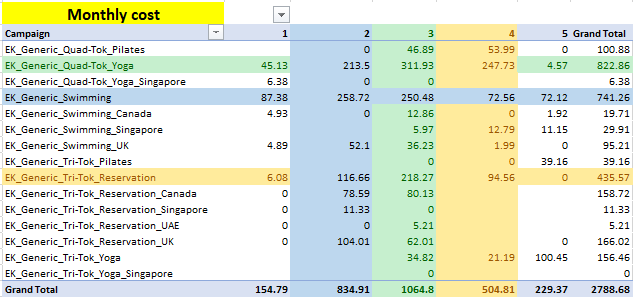 Monthly cost
Campaign 1 2 3 4 5 Grand Total
EK_Generic_Quad-Tok_Pilates 0 46.89 53.99 0 100.88
EK_Generic_Quad-Tok_Yoga 45.13 213.5 311.93 247.73 4.57 822.86
EK_Generic_Quad-Tok_Yoga_Singapore 6.38 0 0 6.38
EK_Generic_Swimming 87.38 258.72 250.48 72.56 72.12 741.26
EK_Generic_Swimming_Canada 4.93 0 12.86 0 1.92 19.71
EK_Generic_Swimming_Singapore 5.97 12.79 11.15 29.91
EK_Generic_Swimming_UK 4.89 52.1 36.23 1.99 0 95.21
EK_Generic_Tri-Tok_Pilates 0 0 39.16 39.16
EK_Generic_Tri-Tok_Reservation 6.08 116.66 218.27 94.56 0 435.57
EK_Generic_Tri-Tok_Reservation_Canada 0 78.59 80.13 158.72
EK_Generic_Tri-Tok_Reservation_Singapore 0 11.33 0 11.33
EK_Generic_Tri-Tok_Reservation_UAE 0 0 5.21 5.21
EK_Generic_Tri-Tok_Reservation_UK 0 104.01 62.01 0 166.02
EK_Generic_Tri-Tok_Yoga 34.82 21.19 100.45 156.46
EK_Generic_Tri-Tok_Yoga_Singapore 0 0
Grand Total 154.79 834.91 1064.8 504.81 229.37 2788.68